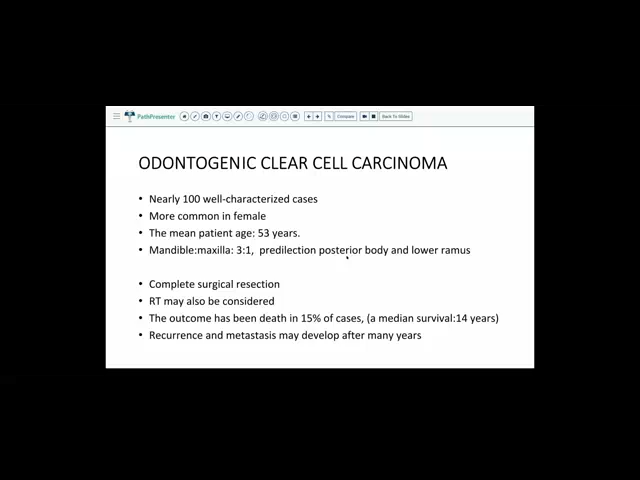 PathPresenter
Compare
Back To Slides
ODONTOGENIC CLEAR CELL CARCINOMA
• Nearly 100 well-characterized cases
• More common in female
• The mean patient age: 53 years.
• Mandible:maxilla: 3:1, predilection posterior body and lower ramus
• Complete surgical resection
• RT may also be considered
• The outcome has been death in 15% of cases, (a median survival:14 years)
• Recurrence and metastasis may develop after many years